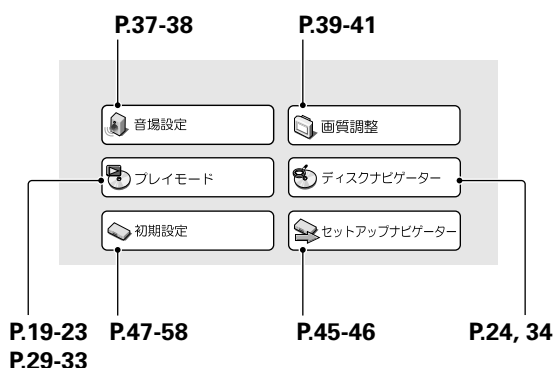 P.37-38 P.39-41
音場設定 画質調整
プレイモード ディスクナビゲーター
初期設定 セットアップナビゲーター
P.19-23 P.47-58 P.45-46 P.24, 34
P.29-33